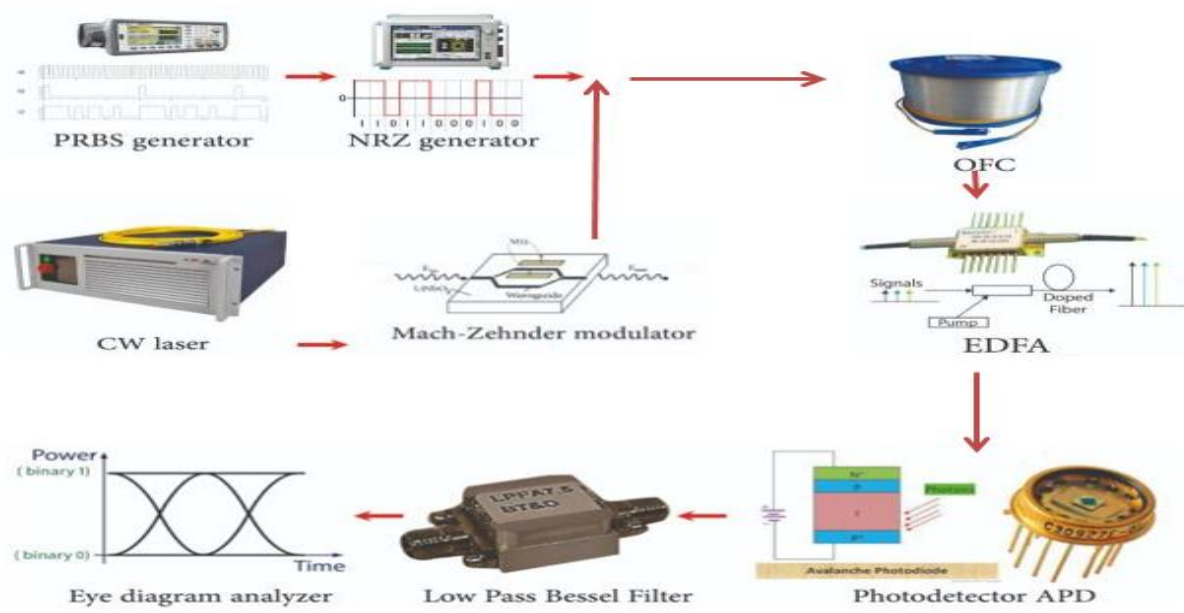 PRBS generator
0
1 1 0 1 1 0 0 0 1 0 0
NRZ generator
OFC
CW laser
LiNbO
Waveguide
Mach-Zehnder modulator
Signals
Pump
Doped
Fiber
EDFA
Power
( binary 1)
( binary 0)
Time
Eye diagram analyzer
BT&D
Low Pass Bessel Filter
Photons
Avalanche Photodiode
Photodetector APD